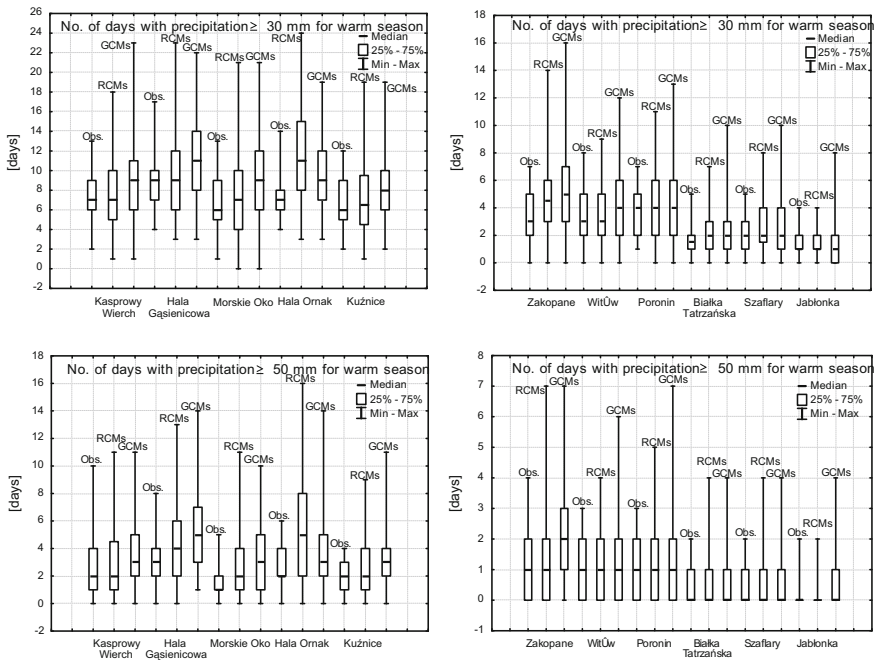 No. of days with precipitation≥ 30 mm for warm season
Median
25% - 75%
Min - Max
[days]
26
24
22
20
18
16
14
12
10
8
6
4
2
0
-2
Obs.
RCMs
GCMs
Obs.
RCMs
GCMs
Obs.
RCMs
GCMs
Obs.
RCMs
GCMs
Obs.
RCMs
GCMs
Kasprowy Wierch
Hala Gąsienicowa
Morskie Oko
Hala Ornak
Kuźnice
No. of days with precipitation≥ 30 mm for warm season
Median
25% - 75%
Min - Max
[days]
18
16
14
12
10
8
6
4
2
0
-2
Obs.
RCMs
GCMs
Obs.
RCMs
GCMs
Obs.
RCMs
GCMs
Obs.
RCMs
GCMs
Obs.
RCMs
GCMs
Obs.
RCMs
GCMs
Zakopane
WitÛw
Poronin
Białka Tatrzańska
Szaflary
Jabłonka
No. of days with precipitation≥ 50 mm for warm season
Median
25% - 75%
Min - Max
[days]
18
16
14
12
10
8
6
4
2
0
-2
Obs.
RCMs
GCMs
Obs.
RCMs
GCMs
Obs.
RCMs
GCMs
Obs.
RCMs
GCMs
Obs.
RCMs
GCMs
Kasprowy Wierch
Hala Gąsienicowa
Morskie Oko
Hala Ornak
Kuźnice
No. of days with precipitation≥ 50 mm for warm season
Median
25% - 75%
Min - Max
[days]
8
7
6
5
4
3
2
1
0
-1
Obs.
RCMs
GCMs
Obs.
RCMs
GCMs
Obs.
RCMs
GCMs
Obs.
RCMs
GCMs
Obs.
RCMs
GCMs
Obs.
RCMs
GCMs
Zakopane
WitÛw
Poronin
Białka Tatrzańska
Szaflary
Jabłonka